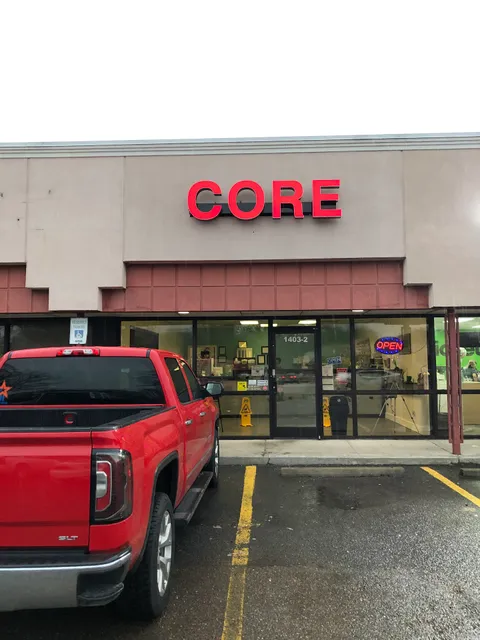 CORE
1403-2
OPEN
SLT